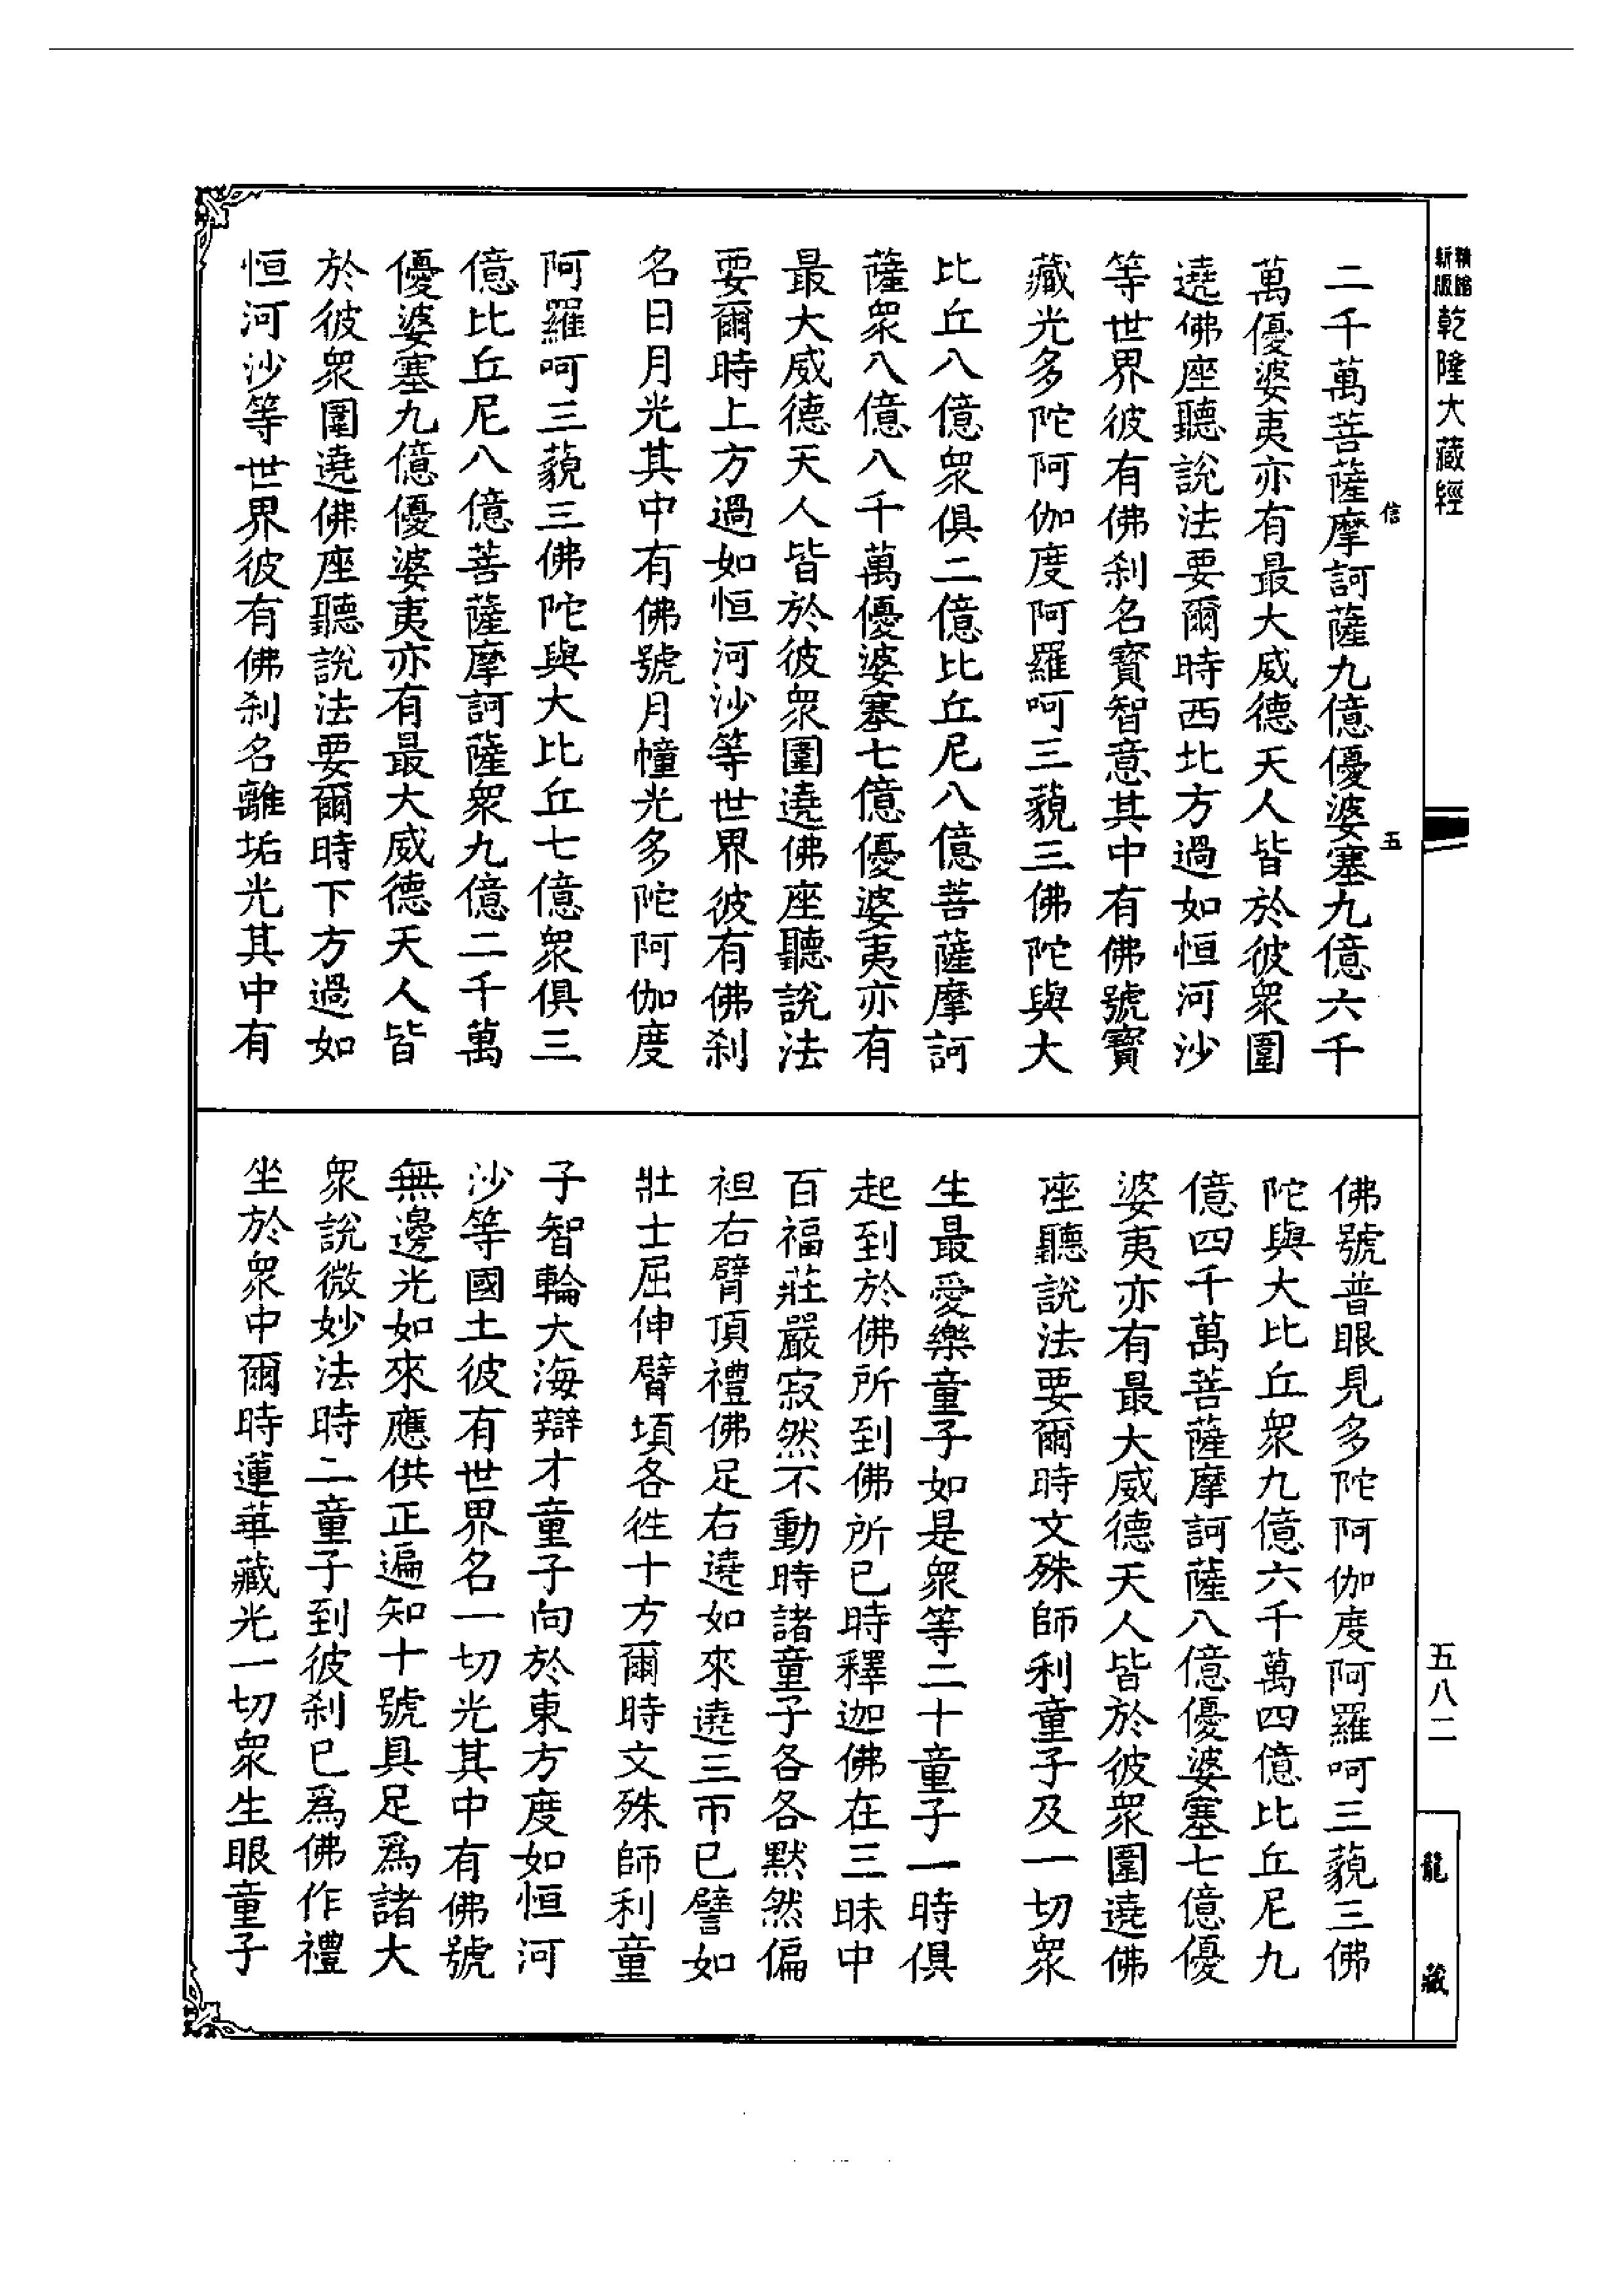 精縮新版乾隆大藏經
信
五
五八二
龍藏
二千萬菩薩摩訶薩九億優婆塞九億六千
萬優婆夷亦有最大威德天人皆於彼衆圍
遶佛座聽說法要爾時西北方過如恒河沙
等世界彼有佛刹名寶智意其中有佛號寶
藏光多陀阿伽度阿羅呵三藐三佛陀與大
比丘八億衆俱二億比丘尼八億菩薩摩訶
薩衆八億八千萬優婆塞七億優婆夷亦有
最大威德天人皆於彼衆圍遶佛座聽說法
要爾時上方過如恒河沙等世界彼有佛刹
名日月光其中有佛號月幢光多陀阿伽度
阿羅呵三藐三佛陀與大比丘七億衆俱三
億比丘尼八億菩薩摩訶薩衆九億二千萬
優婆塞九億優婆夷亦有最大威德天人皆
於彼衆圍遶佛座聽說法要爾時下方過如
恒河沙等世界彼有佛刹名離垢光其中有
佛號普眼見多陀阿伽度阿羅呵三藐三佛
陀與大比丘衆九億六千萬四億比丘尼九
億四千萬菩薩摩訶薩八億優婆塞七億優
婆夷亦有最大威德天人皆於彼衆圍遶佛
座聽說法要爾時文殊師利童子及一切衆
生最愛樂童子如是衆等二十童子一時俱
起到於佛所到佛所已時釋迦佛在三昧中
百福莊嚴寂然不動時諸童子各各默然偏
袒右臂頂禮佛足右遶如來遶三帀已譬如
壯士屈伸臂頃各往十方爾時文殊師利童
子智輪大海辯才童子向於東方度如恒河
沙等國土彼有世界名一切光其中有佛號
無邊光如來應供正遍知十號具足爲諸大
衆說微妙法時二童子到彼刹已爲佛作禮
坐於衆中爾時蓮華藏光一切衆生眼童子